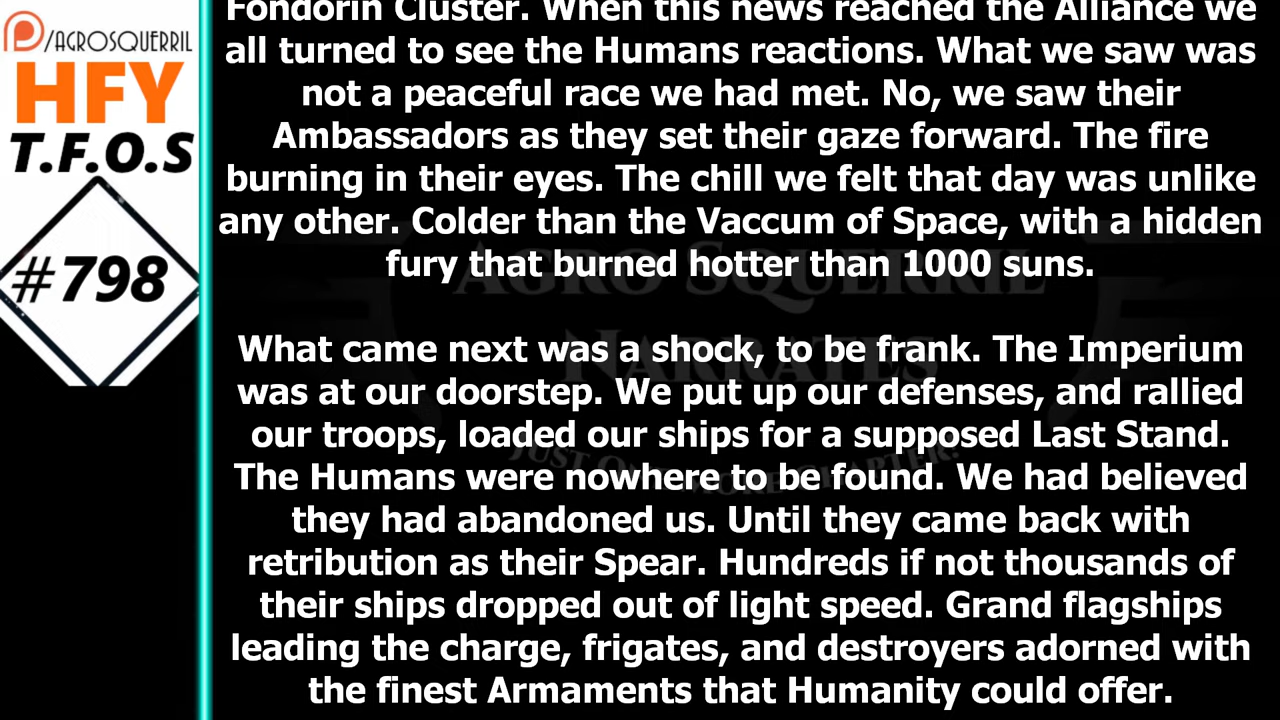 /AGROSQUERRIL
HFY
T.F.O.S
#798
Fondorin Cluster. When this news reached the Alliance we
all turned to see the Humans reactions. What we saw was
not a peaceful race we had met. No, we saw their
Ambassadors as they set their gaze forward. The fire
burning in their eyes. The chill we felt that day was unlike
any other. Colder than the Vaccum of Space, with a hidden
fury that burned hotter than 1000 suns.
What came next was a shock, to be frank. The Imperium
was at our doorstep. We put up our defenses, and rallied
our troops, loaded our ships for a supposed Last Stand.
The Humans were nowhere to be found. We had believed
they had abandoned us. Until they came back with
retribution as their Spear. Hundreds if not thousands of
their ships dropped out of light speed. Grand flagships
leading the charge, frigates, and destroyers adorned with
the finest Armaments that Humanity could offer.
AGRO SQUERRIL
NARRATES
JUST ONE MORE CHAPTER!